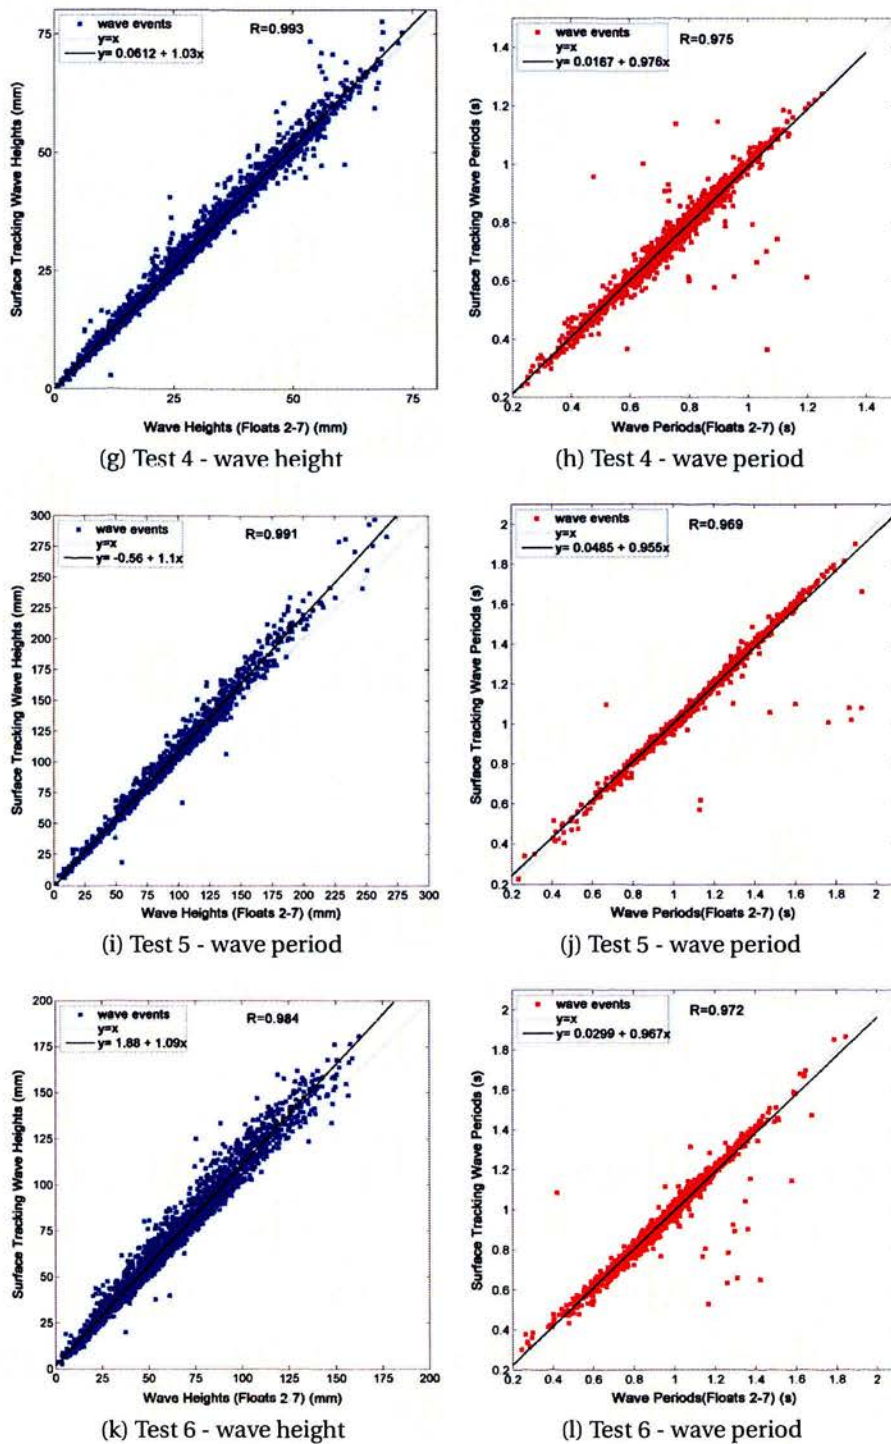 wave events
y=x
y= 0.0612 + 1.03x
R=0.993
Surface Tracking Wave Heights (mm)
75
50
25
0
0 25 50 75
Wave Heights (Floats 2-7) (mm)
(g) Test 4 - wave height
wave events
y=x
y= 0.0167 + 0.976x
R=0.975
Surface Tracking Wave Periods (s)
1.4
1.2
1
0.8
0.6
0.4
0.2
0.2 0.4 0.6 0.8 1 1.2 1.4
Wave Periods(Floats 2-7) (s)
(h) Test 4 - wave period
wave events
y=x
y= -0.56 + 1.1x
R=0.991
Surface Tracking Wave Heights (mm)
300
275
250
225
200
175
150
125
100
75
50
25
0
0 25 50 75 100 125 150 175 200 225 250 275 300
Wave Heights (Floats 2-7) (mm)
(i) Test 5 - wave period
wave events
y=x
y= 0.0485 + 0.955x
R=0.969
Surface Tracking Wave Periods (s)
2
1.8
1.6
1.4
1.2
1
0.8
0.6
0.4
0.2
0.2 0.4 0.6 0.8 1 1.2 1.4 1.6 1.8 2
Wave Periods(Floats 2-7) (s)
(j) Test 5 - wave period
wave events
y=x
y= 1.88 + 1.09x
R=0.984
Surface Tracking Wave Heights (mm)
200
175
150
125
100
75
50
25
0
0 25 50 75 100 125 150 175 200
Wave Heights (Floats 2-7) (mm)
(k) Test 6 - wave height
wave events
y=x
y= 0.0299 + 0.967x
R=0.972
Surface Tracking Wave Periods (s)
2
1.8
1.6
1.4
1.2
1
0.8
0.6
0.4
0.2
0.2 0.4 0.6 0.8 1 1.2 1.4 1.6 1.8 2
Wave Periods(Floats 2-7) (s)
(l) Test 6 - wave period